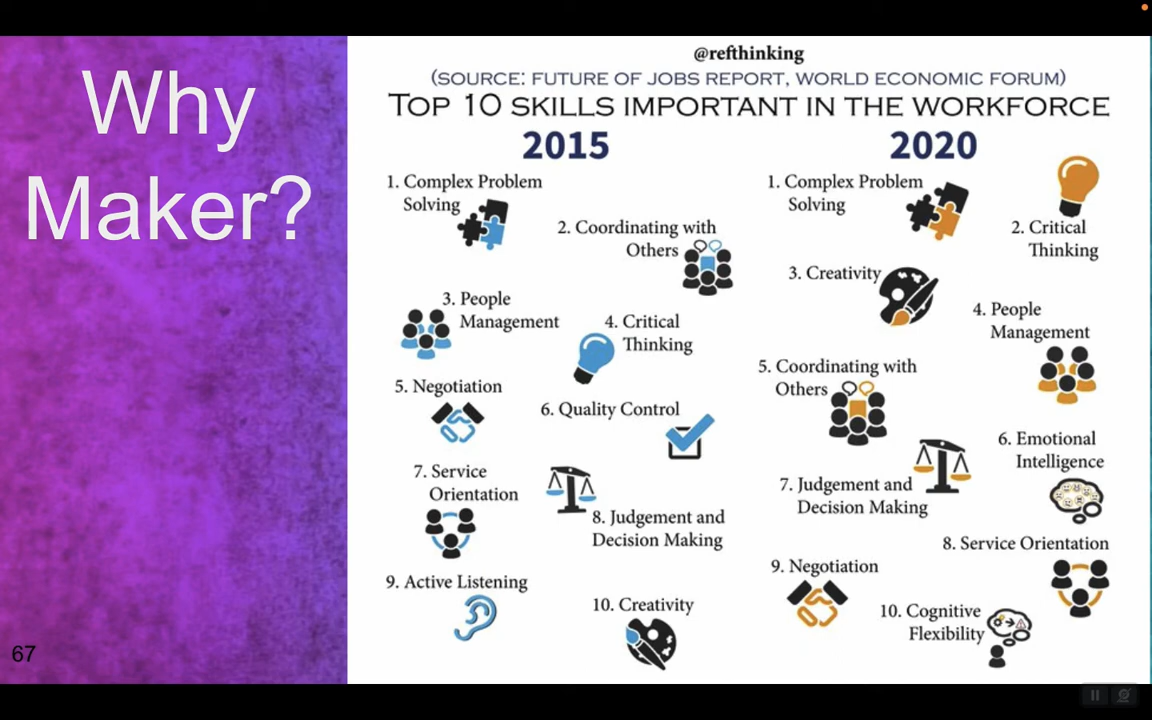 Why
Maker?
67
@refthinking
(SOURCE: FUTURE OF JOBS REPORT, WORLD ECONOMIC FORUM)
TOP 10 SKILLS IMPORTANT IN THE WORKFORCE
2015
1. Complex Problem
Solving
2. Coordinating with
Others
3. People
Management
4. Critical
Thinking
5. Negotiation
6. Quality Control
7. Service
Orientation
8. Judgement and
Decision Making
9. Active Listening
10. Creativity
2020
1. Complex Problem
Solving
2. Critical
Thinking
3. Creativity
4. People
Management
5. Coordinating with
Others
6. Emotional
Intelligence
7. Judgement and
Decision Making
8. Service Orientation
9. Negotiation
10. Cognitive
Flexibility